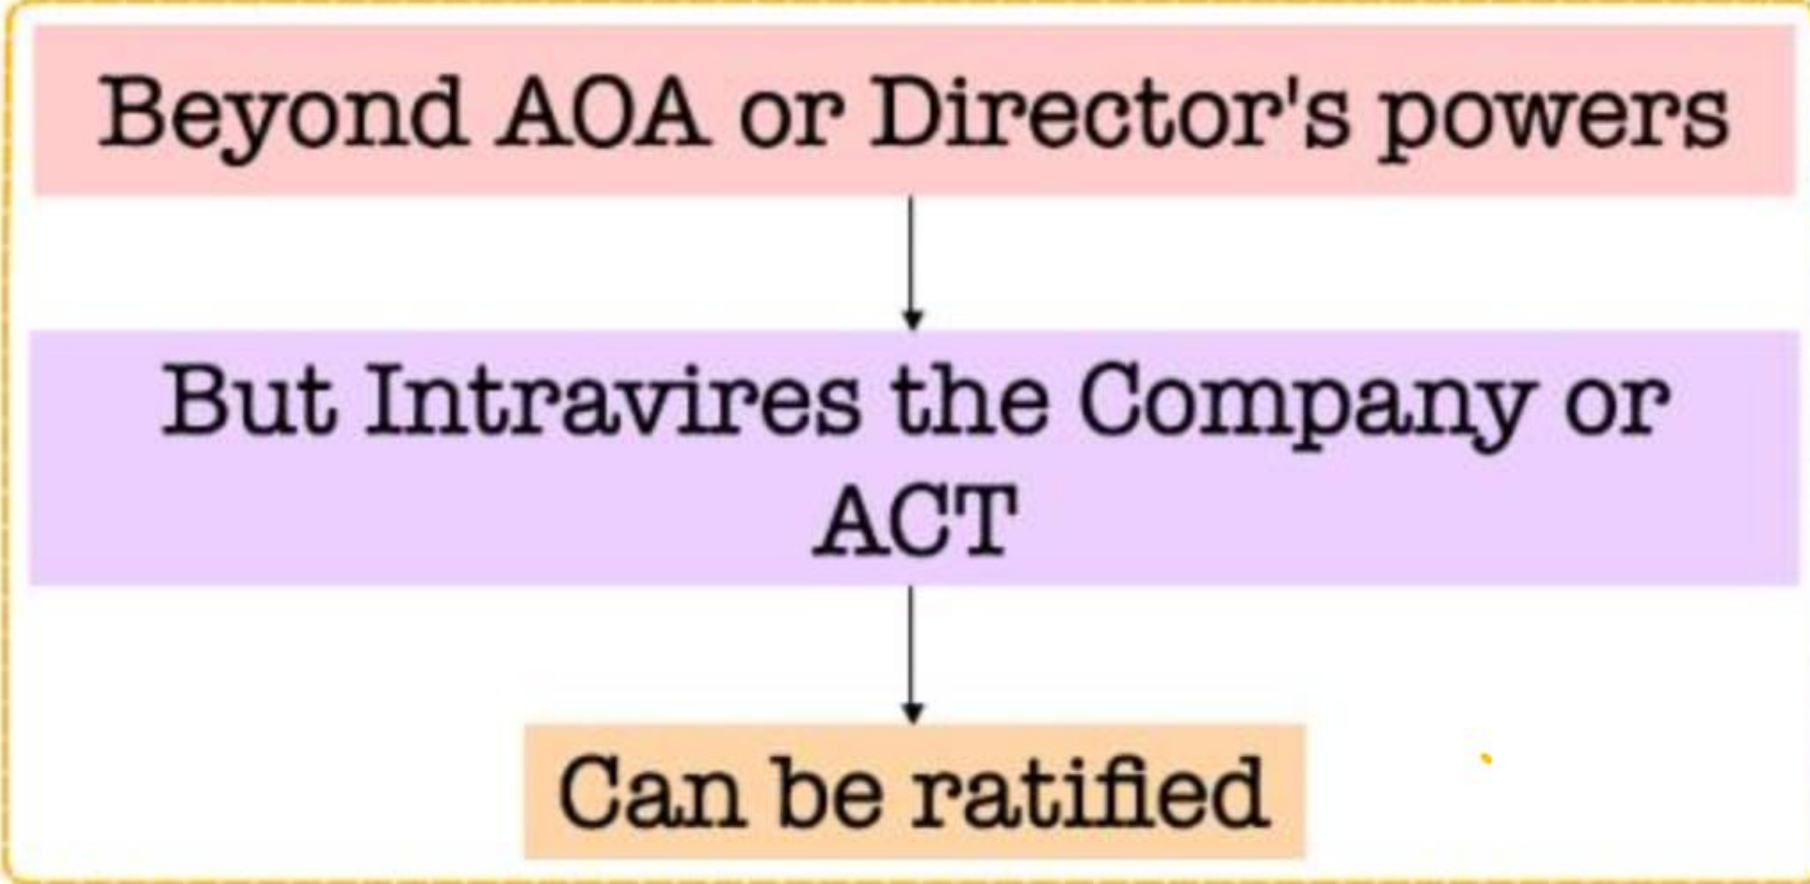 Beyond AOA or Director's powers
But Intravires the Company or
ACT
Can be ratified